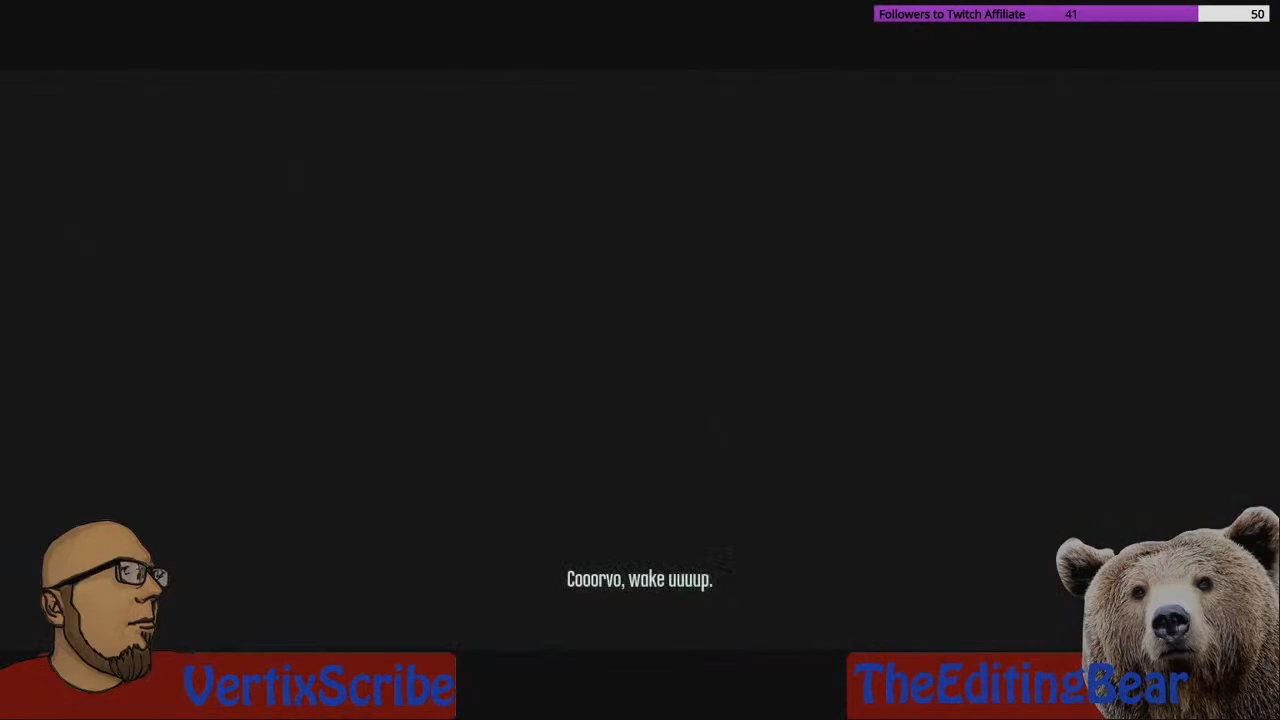 Followers to Twitch Affiliate 41 50
Cooorvo, wake uuuup.
VertixScribe
TheEditingBear